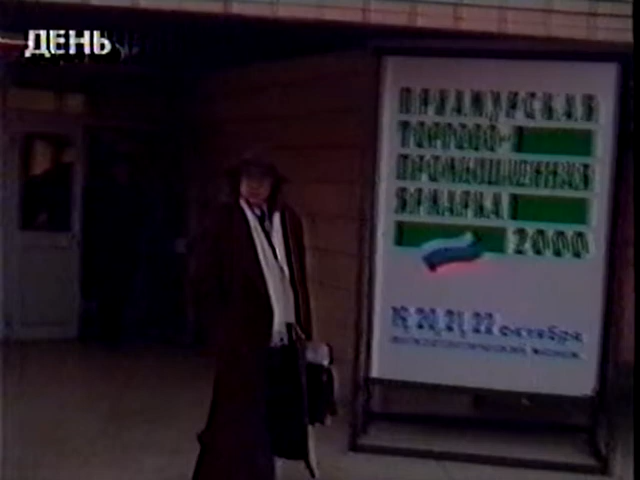 ДЕНЬ
ПРИАМУРСКАЯ
ТОРГОВО-
ПРОМЫШЛЕННАЯ
ЯРМАРКА
2000
19, 20, 21, 22 октября